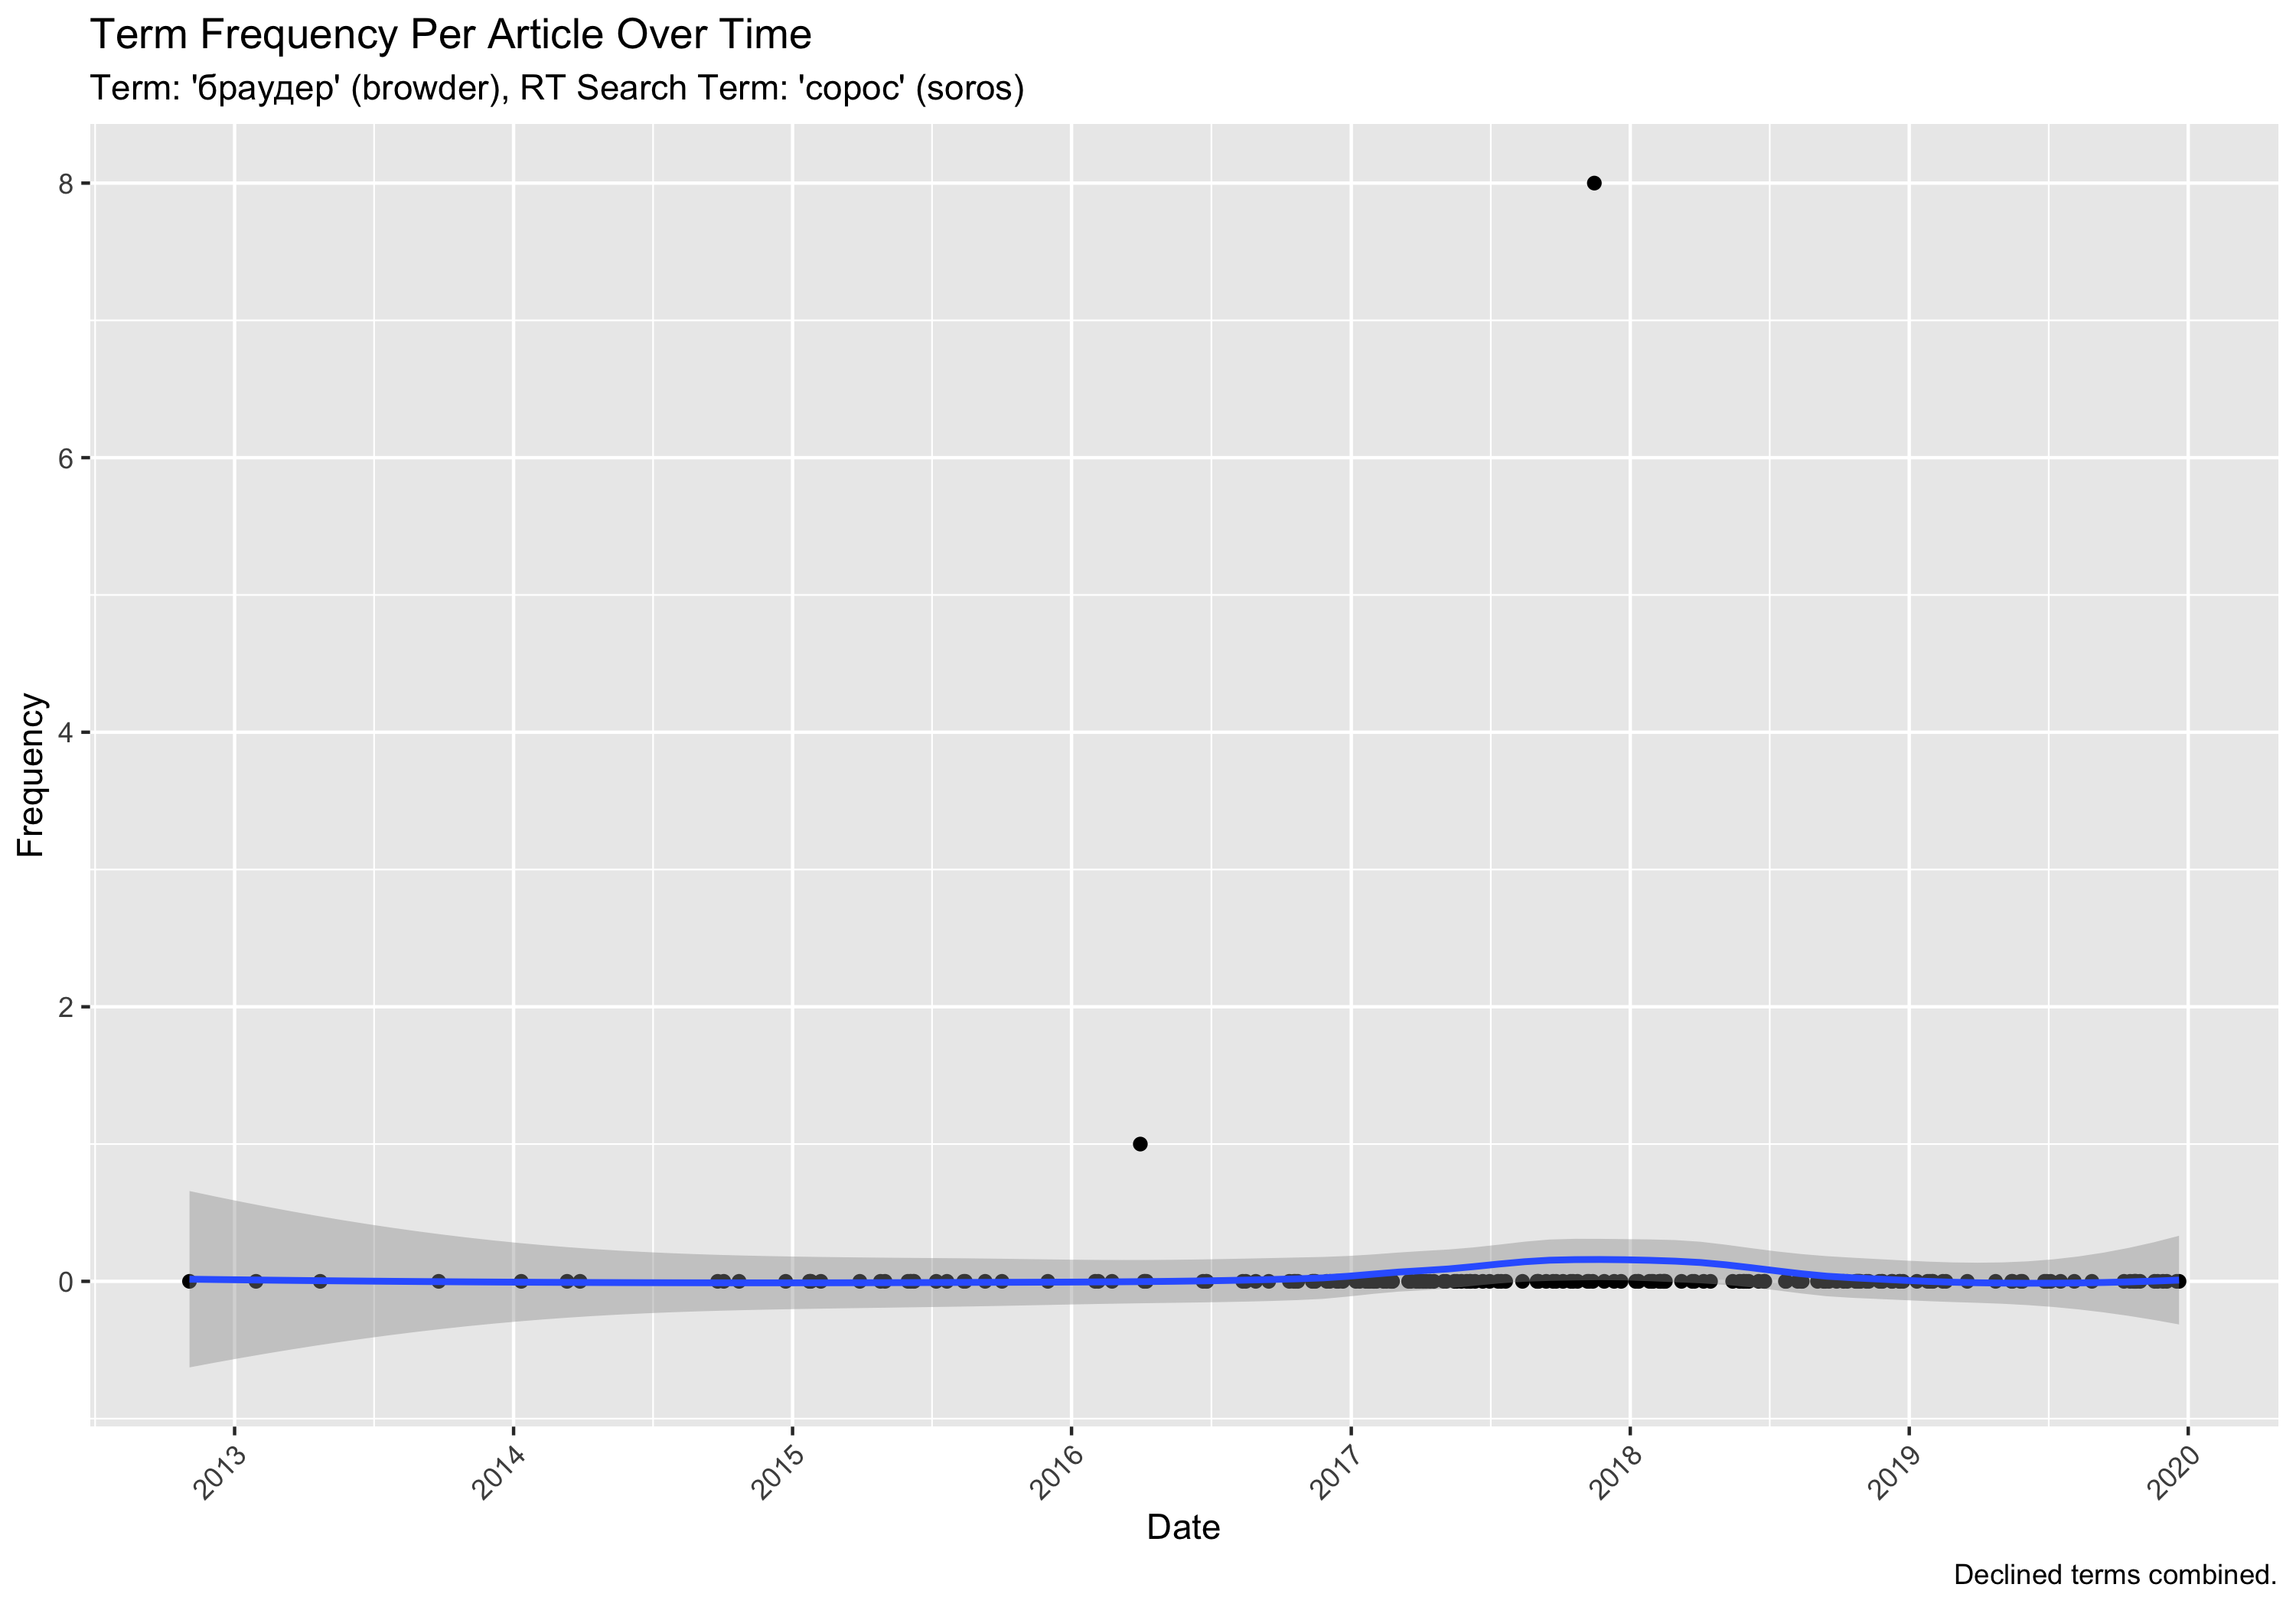 Term Frequency Per Article Over Time
Term: 'браудер' (browder), RT Search Term: 'сорос' (soros)
Frequency
8
6
4
2
0
2013
2014
2015
2016
2017
2018
2019
2020
Date
Declined terms combined.